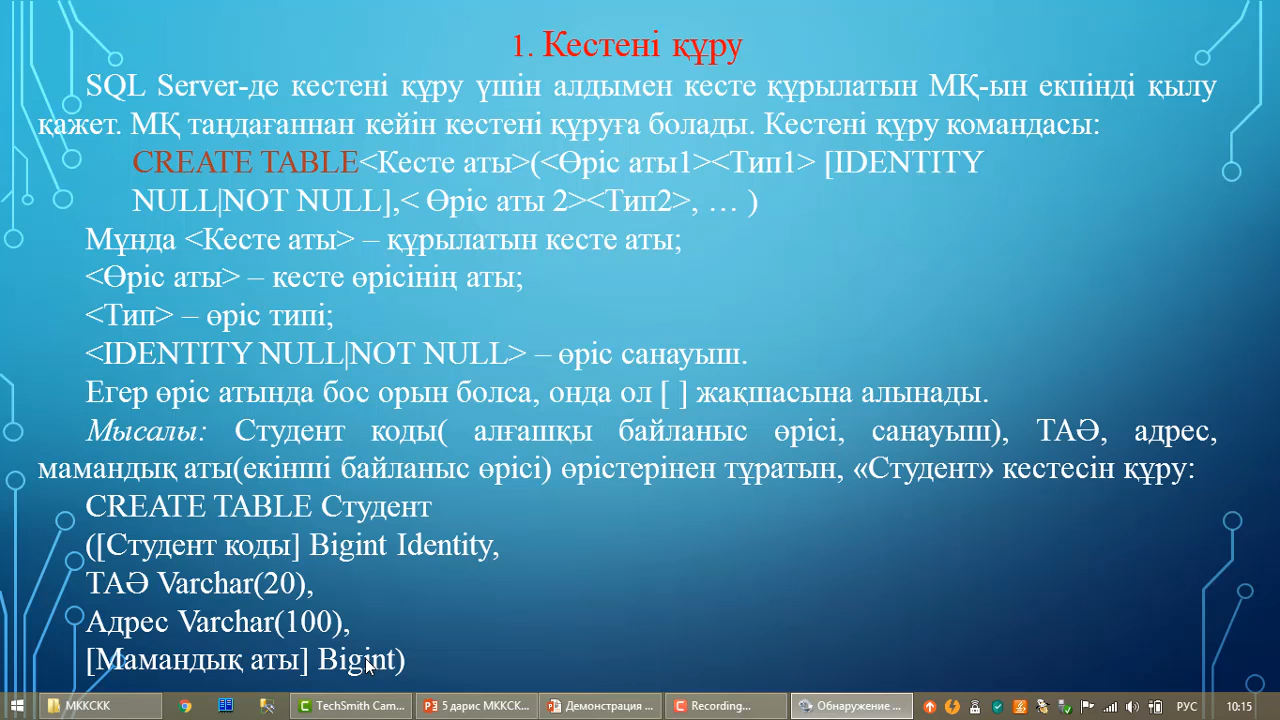 1. Кестені құру
SQL Server-де кестені құру үшін алдымен кесте құрылатын МҚ-ын екпінді қылу
қажет. МҚ таңдағаннан кейін кестені құруға болады. Кестені құру командасы:
CREATE TABLE<Кесте аты>(<Өріс аты1><Тип1> [IDENTITY
NULL|NOT NULL],< Өріс аты 2><Тип2>, … )
Мұнда <Кесте аты> – құрылатын кесте аты;
<Өріс аты> – кесте өрісінің аты;
<Тип> – өріс типі;
<IDENTITY NULL|NOT NULL> – өріс санауыш.
Егер өріс атында бос орын болса, онда ол [ ] жақшасына алынады.
Мысалы: Студент коды( алғашқы байланыс өрісі, санауыш), ТАӘ, адрес,
мамандық аты(екінші байланыс өрісі) өрістерінен тұратын, «Студент» кестесін құру:
CREATE TABLE Студент
([Студент коды] Bigint Identity,
ТАӘ Varchar(20),
Адрес Varchar(100),
[Мамандық аты] Bigint)
МККСКК TechSmith Cam... 5 дарис МККСК... Демонстрация ... Recording... Обнаружение ... РУС 10:15